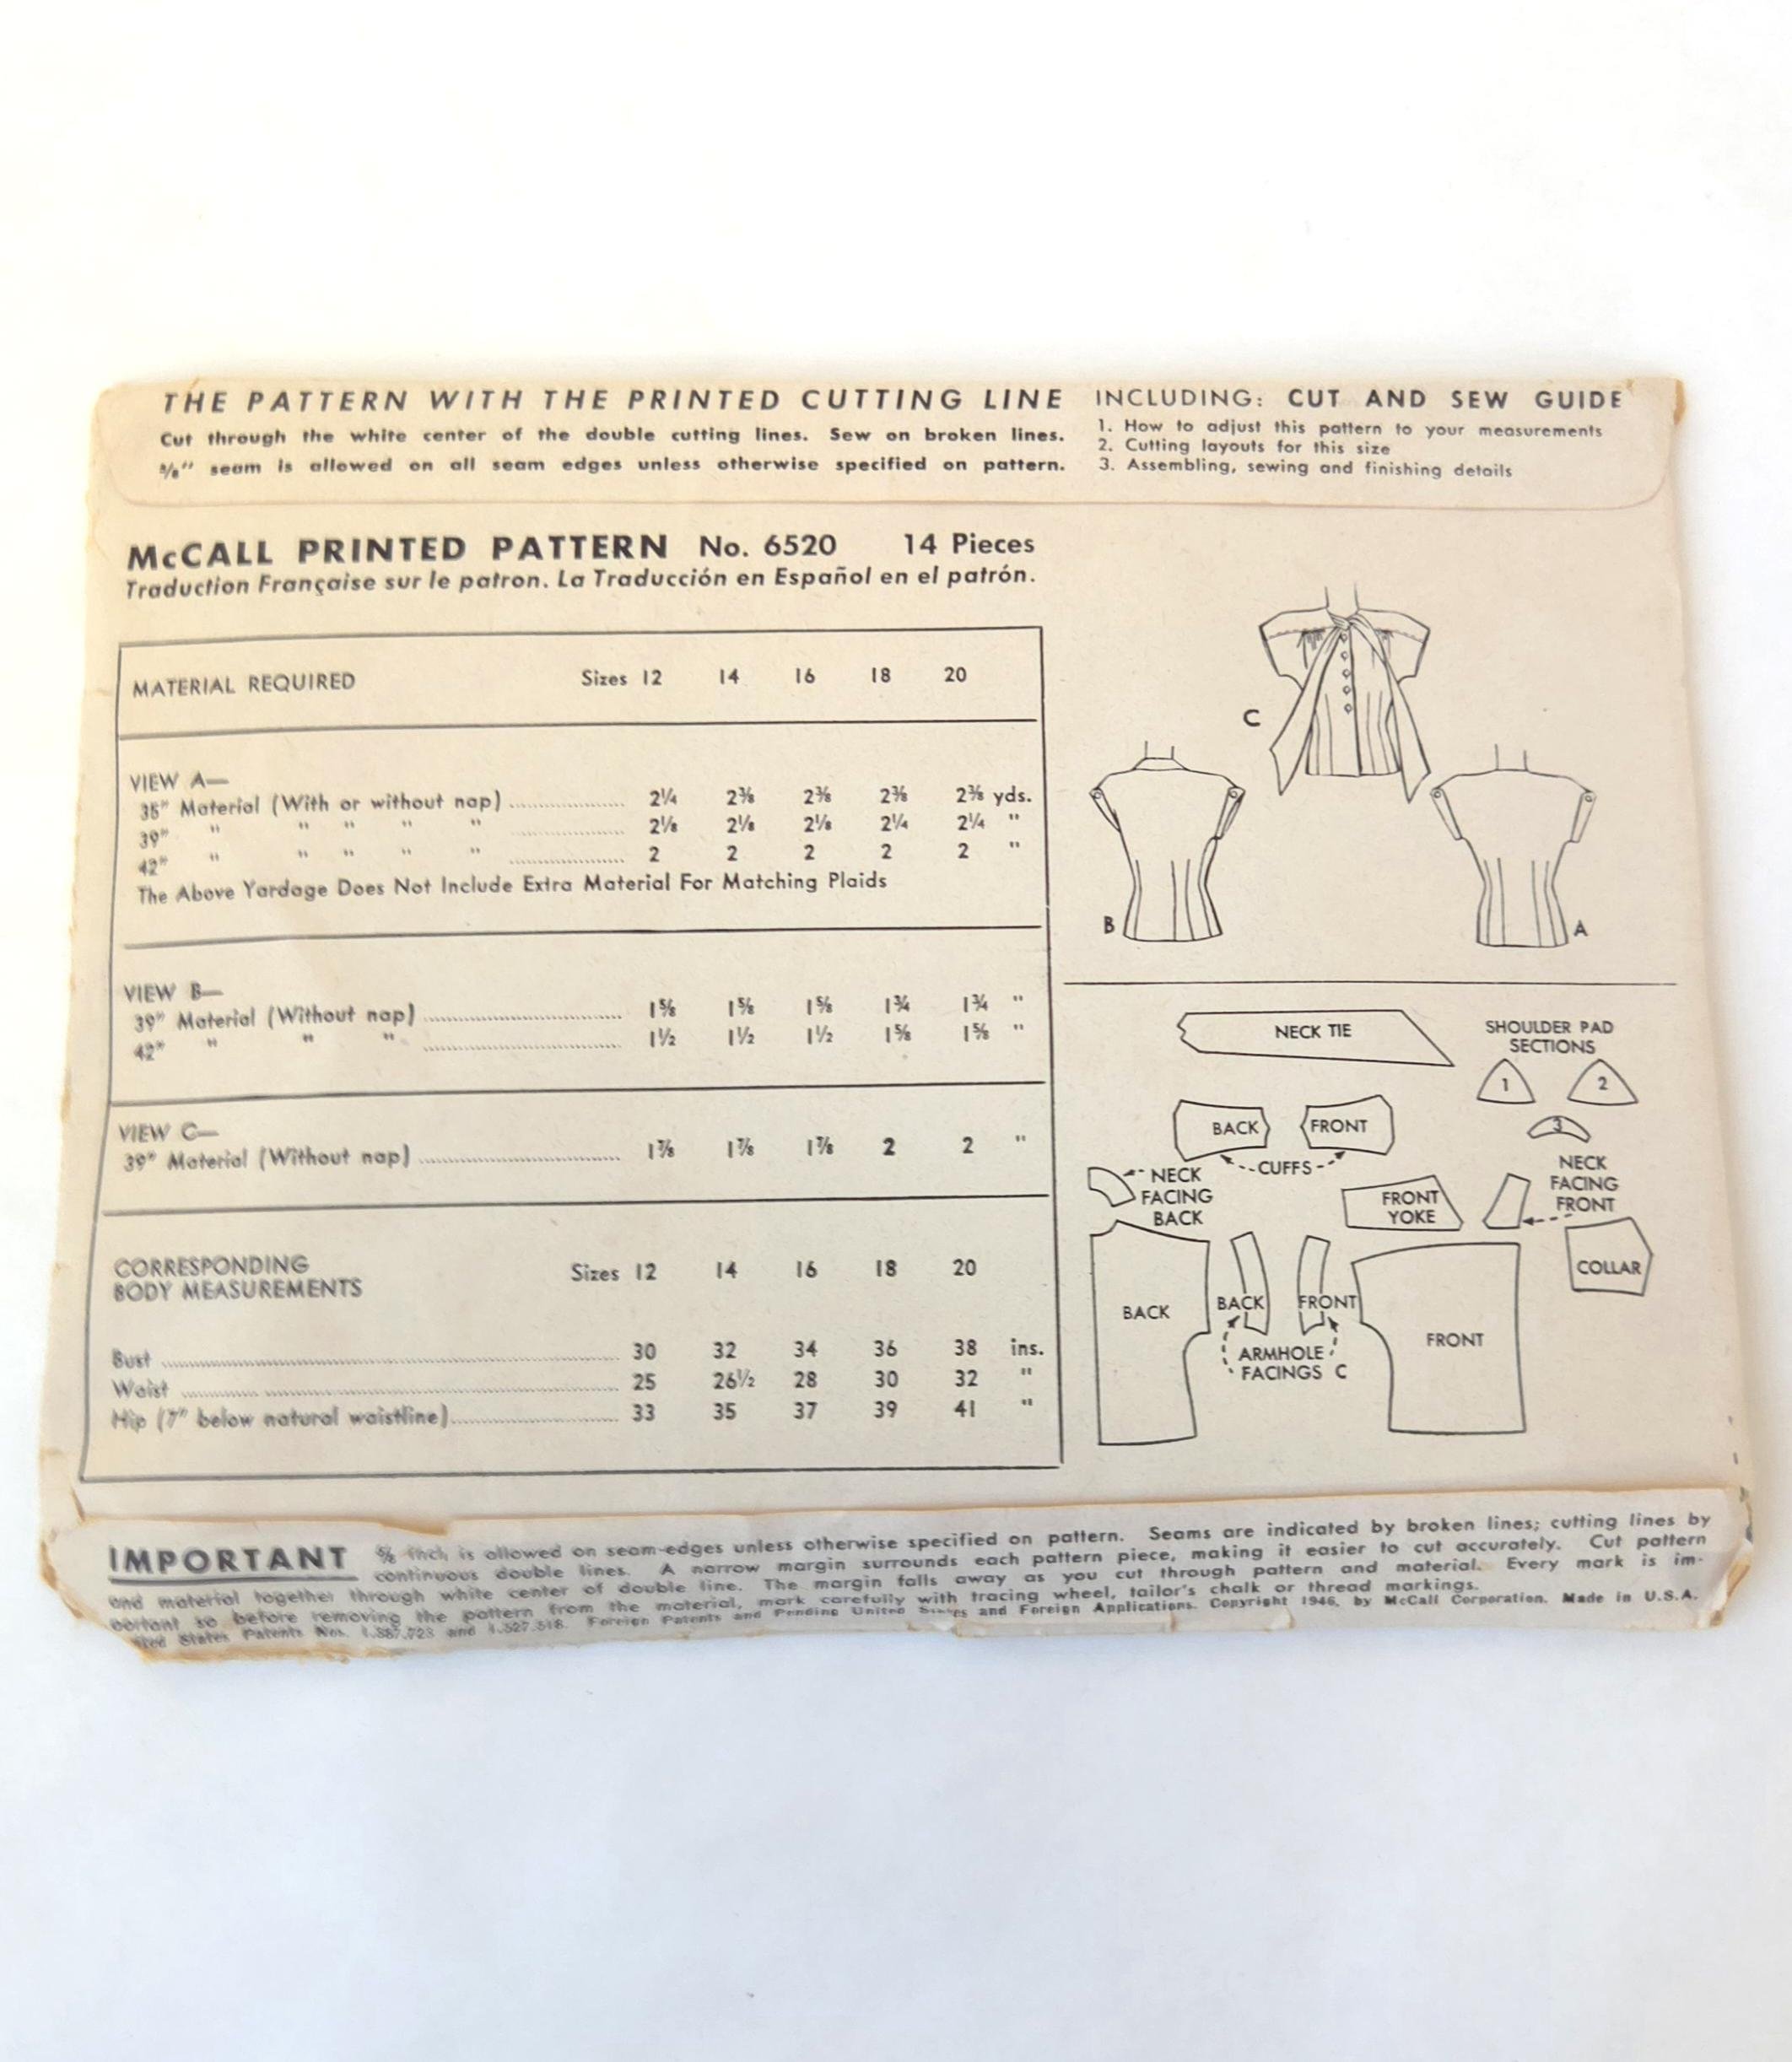 THE PATTERN WITH THE PRINTED CUTTING LINE
Cut through the white center of the double cutting lines. Sew on broken lines.
5/8" seam is allowed on all seam edges unless otherwise specified on pattern.
INCLUDING: CUT AND SEW GUIDE
1. How to adjust this pattern to your measurements
2. Cutting layouts for this size
3. Assembling, sewing and finishing details
McCALL PRINTED PATTERN No. 6520 14 Pieces
Traduction Française sur le patron. La Traducción en Español en el patrón.
MATERIAL REQUIRED Sizes 12 14 16 18 20
VIEW A—
35" Material (With or without nap) 2¼ 2⅜ 2⅜ 2⅜ 2⅜ yds.
39" " " " " " 2⅛ 2⅛ 2⅛ 2¼ 2¼ "
42" " " " " " 2 2 2 2 2 "
The Above Yardage Does Not Include Extra Material For Matching Plaids
VIEW B—
39" Material (Without nap) 1⅝ 1⅝ 1⅝ 1¾ 1¾ "
42" " " " 1½ 1½ 1½ 1⅝ 1⅝ "
VIEW C—
39" Material (Without nap) 1⅞ 1⅞ 1⅞ 2 2 "
CORRESPONDING
BODY MEASUREMENTS Sizes 12 14 16 18 20
Bust 30 32 34 36 38 ins.
Waist 25 26½ 28 30 32 "
Hip (7" below natural waistline) 33 35 37 39 41 "
C
B
A
NECK TIE
SHOULDER PAD
SECTIONS
1
2
3
BACK
FRONT
CUFFS
NECK
FACING
BACK
FRONT
YOKE
NECK
FACING
FRONT
COLLAR
BACK
BACK
FRONT
ARMHOLE
FACINGS C
FRONT
IMPORTANT ⅝ inch is allowed on seam-edges unless otherwise specified on pattern. Seams are indicated by broken lines; cutting lines by
continuous double lines. A narrow margin surrounds each pattern piece, making it easier to cut accurately. Cut pattern
and material together through white center of double line. The margin falls away as you cut through pattern and material. Every mark is im-
portant so before removing the pattern from the material, mark carefully with tracing wheel, tailor's chalk or thread markings.
States Patents Nos. 1,387,723 and 1,527,518. Foreign Patents and Pending United States and Foreign Applications. Copyright 1946, by McCall Corporation. Made in U.S.A.